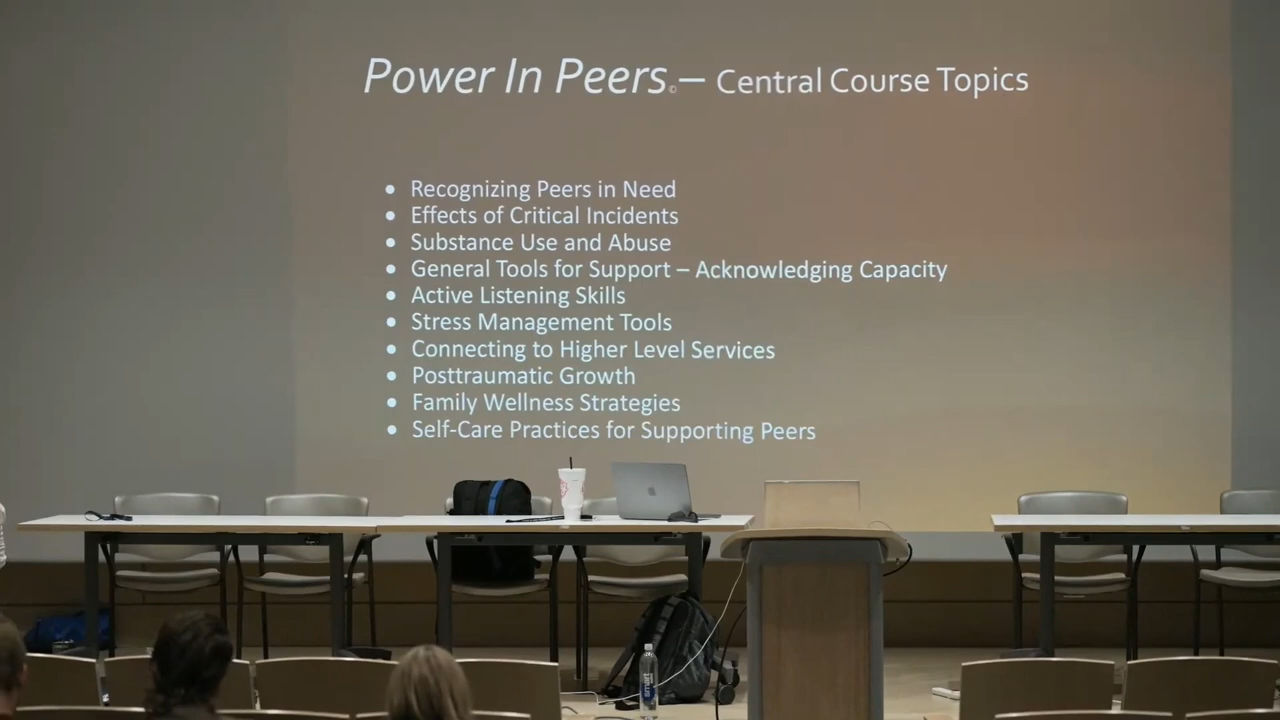 Power In Peers© – Central Course Topics
• Recognizing Peers in Need
• Effects of Critical Incidents
• Substance Use and Abuse
• General Tools for Support – Acknowledging Capacity
• Active Listening Skills
• Stress Management Tools
• Connecting to Higher Level Services
• Posttraumatic Growth
• Family Wellness Strategies
• Self-Care Practices for Supporting Peers
smart